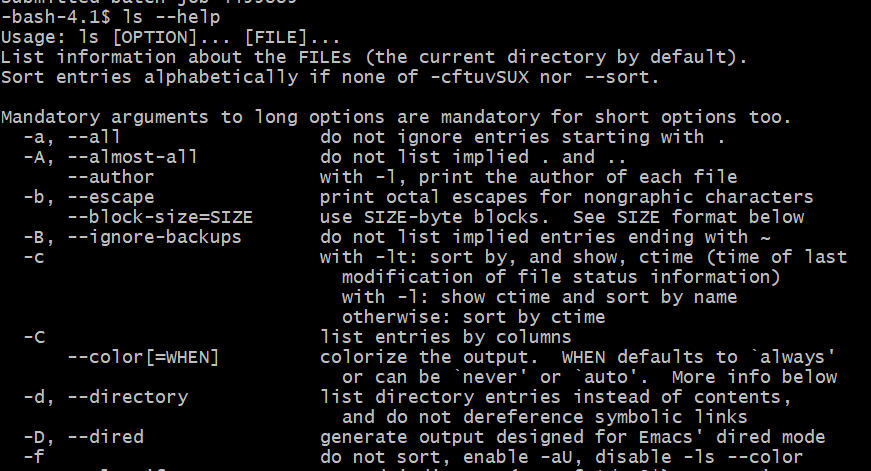 -bash-4.1$ ls --help
Usage: ls [OPTION]... [FILE]...
List information about the FILEs (the current directory by default).
Sort entries alphabetically if none of -cftuvSUX nor --sort.
Mandatory arguments to long options are mandatory for short options too.
-a, --all do not ignore entries starting with .
-A, --almost-all do not list implied . and ..
--author with -l, print the author of each file
-b, --escape print octal escapes for nongraphic characters
--block-size=SIZE use SIZE-byte blocks. See SIZE format below
-B, --ignore-backups do not list implied entries ending with ~
-c with -lt: sort by, and show, ctime (time of last
modification of file status information)
with -l: show ctime and sort by name
otherwise: sort by ctime
-C list entries by columns
--color[=WHEN] colorize the output. WHEN defaults to `always'
or can be `never' or `auto'. More info below
-d, --directory list directory entries instead of contents,
and do not dereference symbolic links
-D, --dired generate output designed for Emacs' dired mode
-f do not sort, enable -aU, disable -ls --color